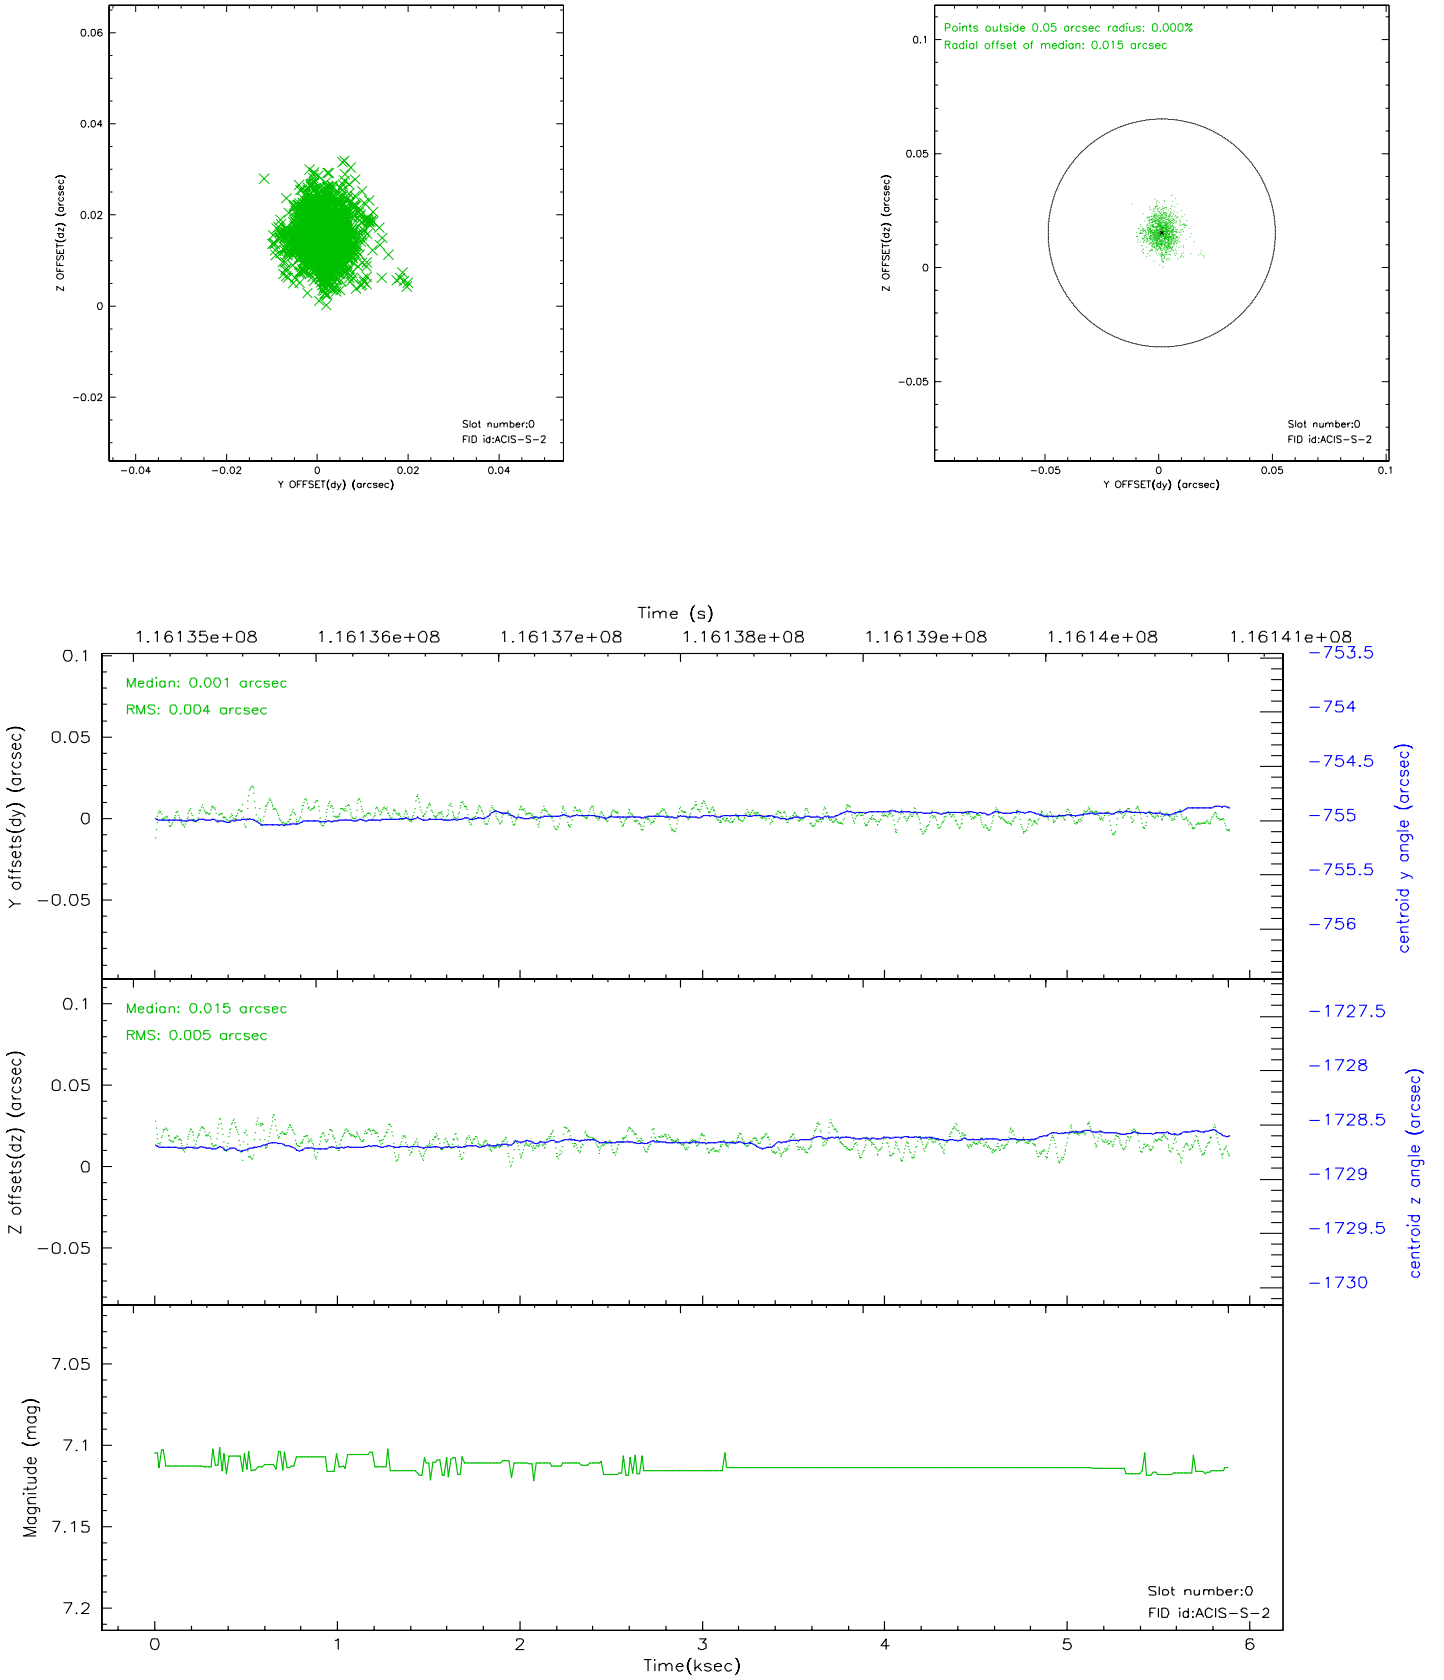 0.06
0.04
0.02
0
−0.02
Z OFFSET(dz) (arcsec)
Slot number:0
FID id:ACIS−S−2
−0.04 −0.02 0 0.02 0.04
Y OFFSET(dy) (arcsec)
Points outside 0.05 arcsec radius: 0.000%
Radial offset of median: 0.015 arcsec
0.1
0.05
0
−0.05
Z OFFSET(dz) (arcsec)
Slot number:0
FID id:ACIS−S−2
−0.05 0 0.05 0.1
Y OFFSET(dy) (arcsec)
Time (s)
1.16135e+08 1.16136e+08 1.16137e+08 1.16138e+08 1.16139e+08 1.1614e+08 1.16141e+08
Median: 0.001 arcsec
RMS: 0.004 arcsec
0.1
0.05
0
−0.05
Y offsets(dy) (arcsec)
−753.5
−754
−754.5
−755
−755.5
−756
centroid y angle (arcsec)
Median: 0.015 arcsec
RMS: 0.005 arcsec
0.1
0.05
0
−0.05
Z offsets(dz) (arcsec)
−1727.5
−1728
−1728.5
−1729
−1729.5
−1730
centroid z angle (arcsec)
7.05
7.1
7.15
7.2
Magnitude (mag)
Slot number:0
FID id:ACIS−S−2
0 1 2 3 4 5 6
Time(ksec)